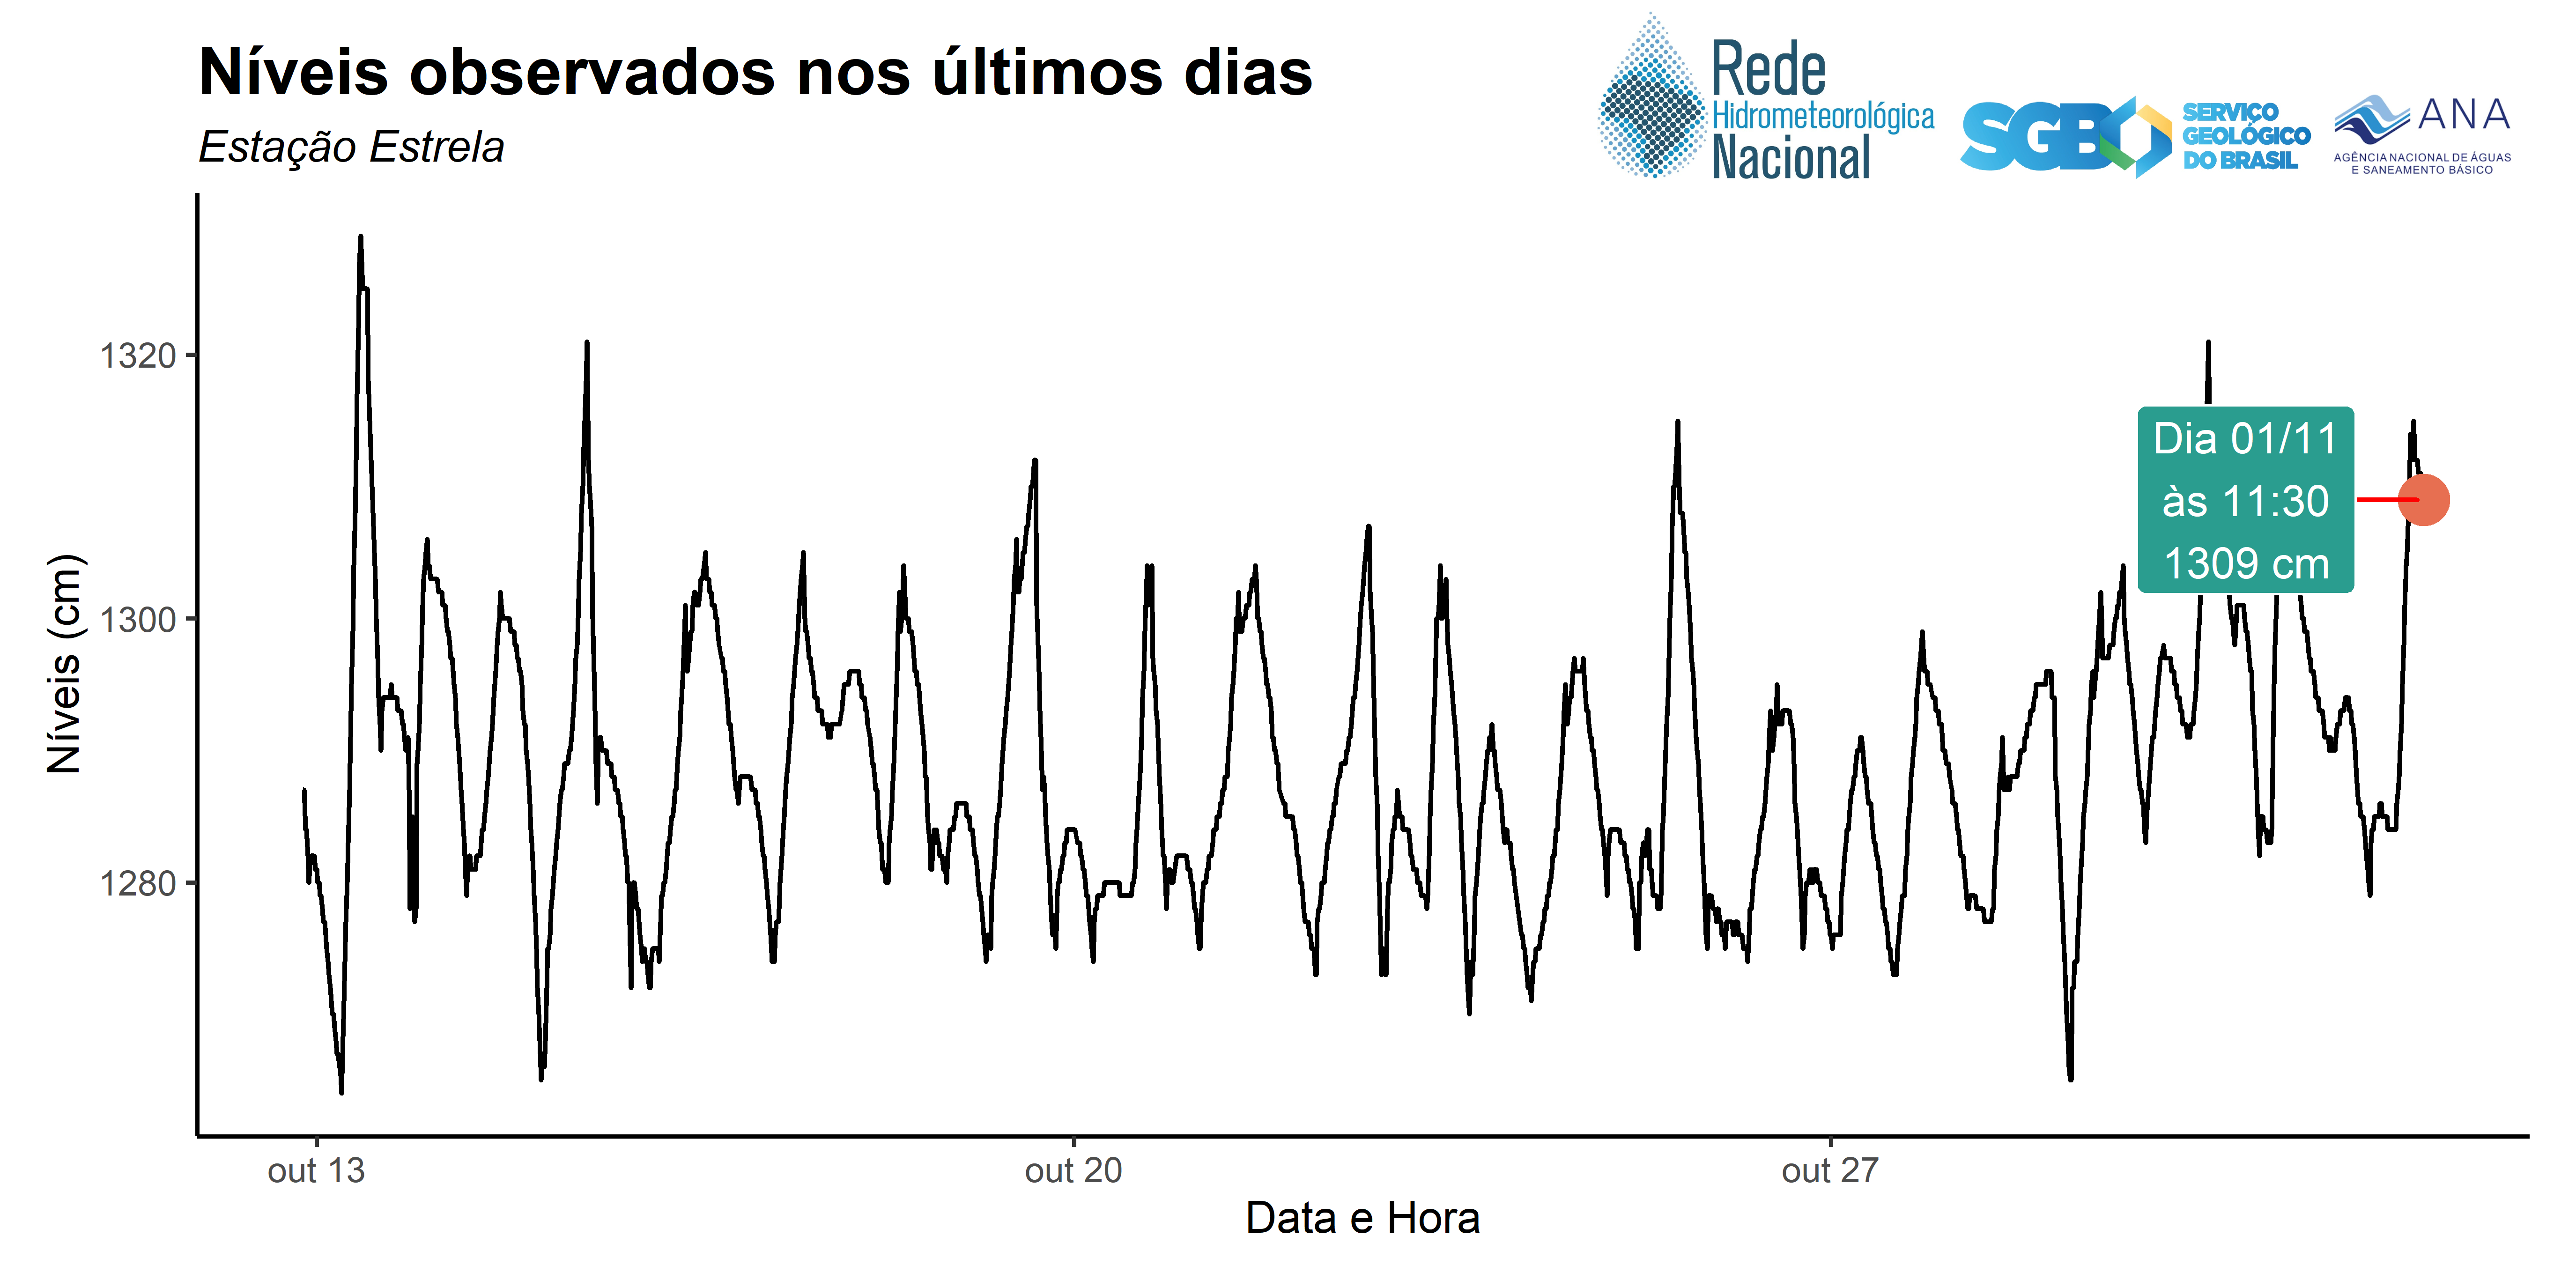 Níveis observados nos últimos dias
Estação Estrela
Rede
Hidrometeorológica
Nacional
SGB
SERVIÇO
GEOLÓGICO
DO BRASIL
ANA
AGÊNCIA NACIONAL DE ÁGUAS
E SANEAMENTO BÁSICO
Níveis (cm)
1320
1300
1280
Dia 01/11
às 11:30
1309 cm
out 13
out 20
out 27
Data e Hora